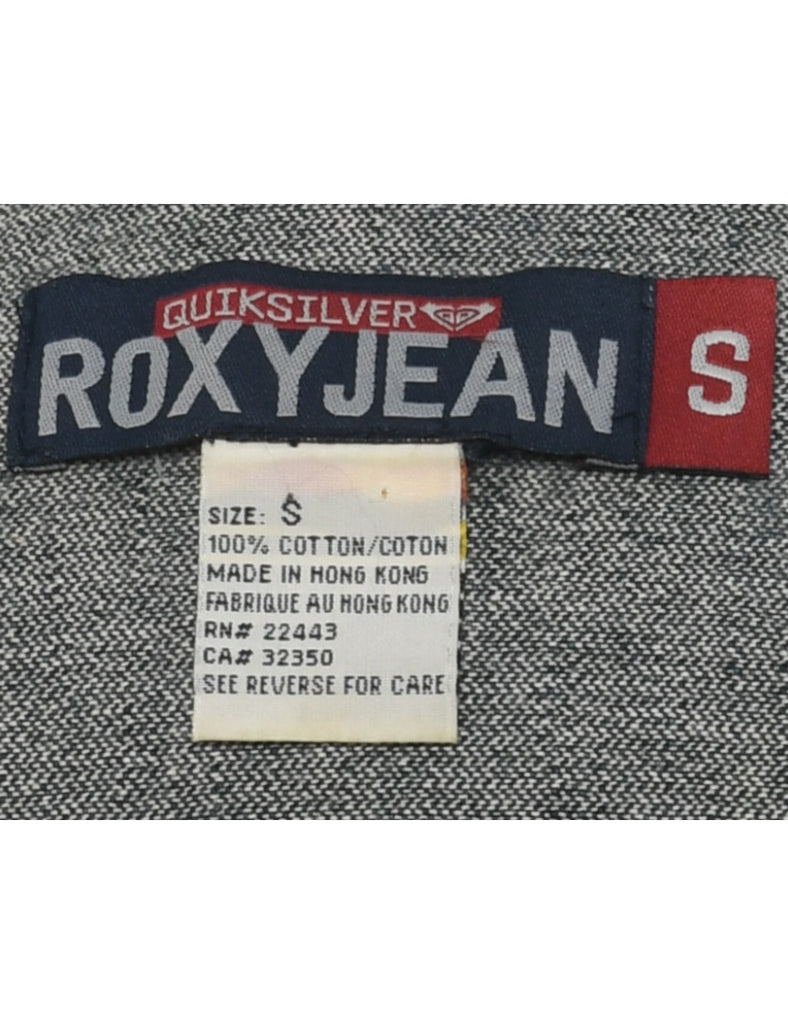 QUIKSILVER
ROXYJEAN
S
SIZE: S
100% COTTON/COTON
MADE IN HONG KONG
FABRIQUE AU HONG KONG
RN# 22443
CA# 32350
SEE REVERSE FOR CARE